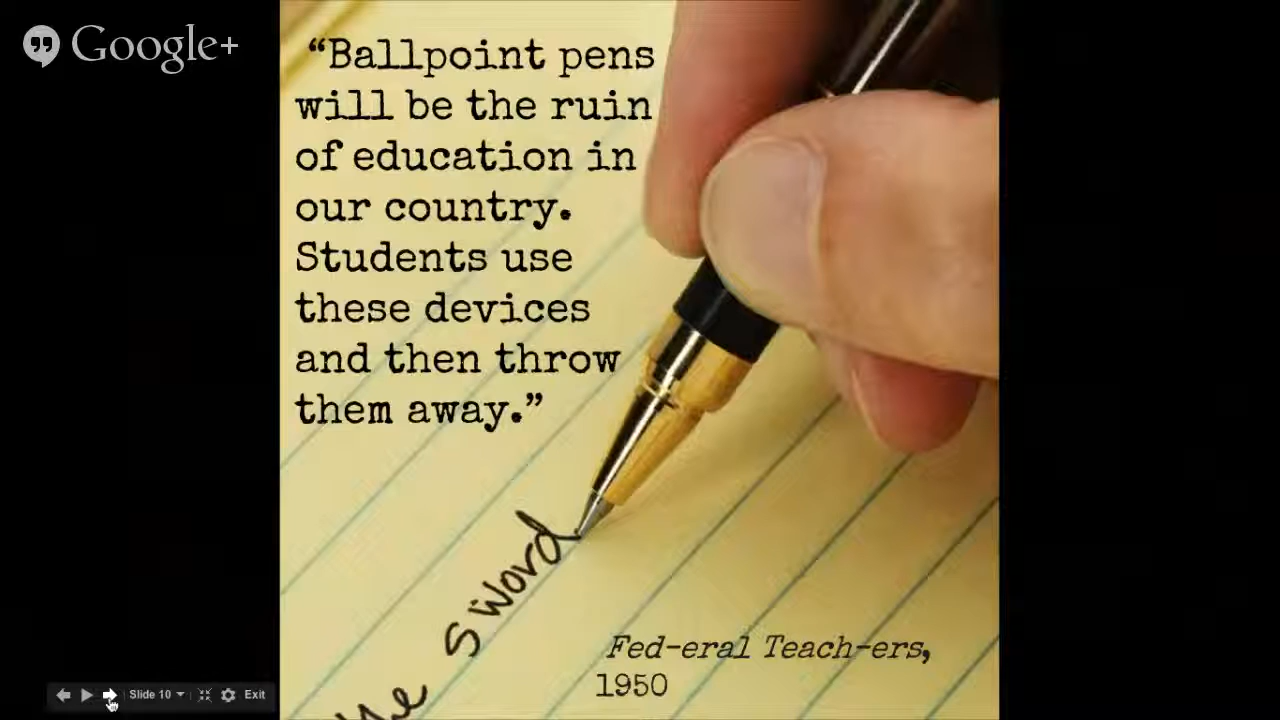 Google+
“Ballpoint pens
will be the ruin
of education in
our country.
Students use
these devices
and then throw
them away.”
sword
Fed-eral Teach-ers,
1950
Slide 10
Exit